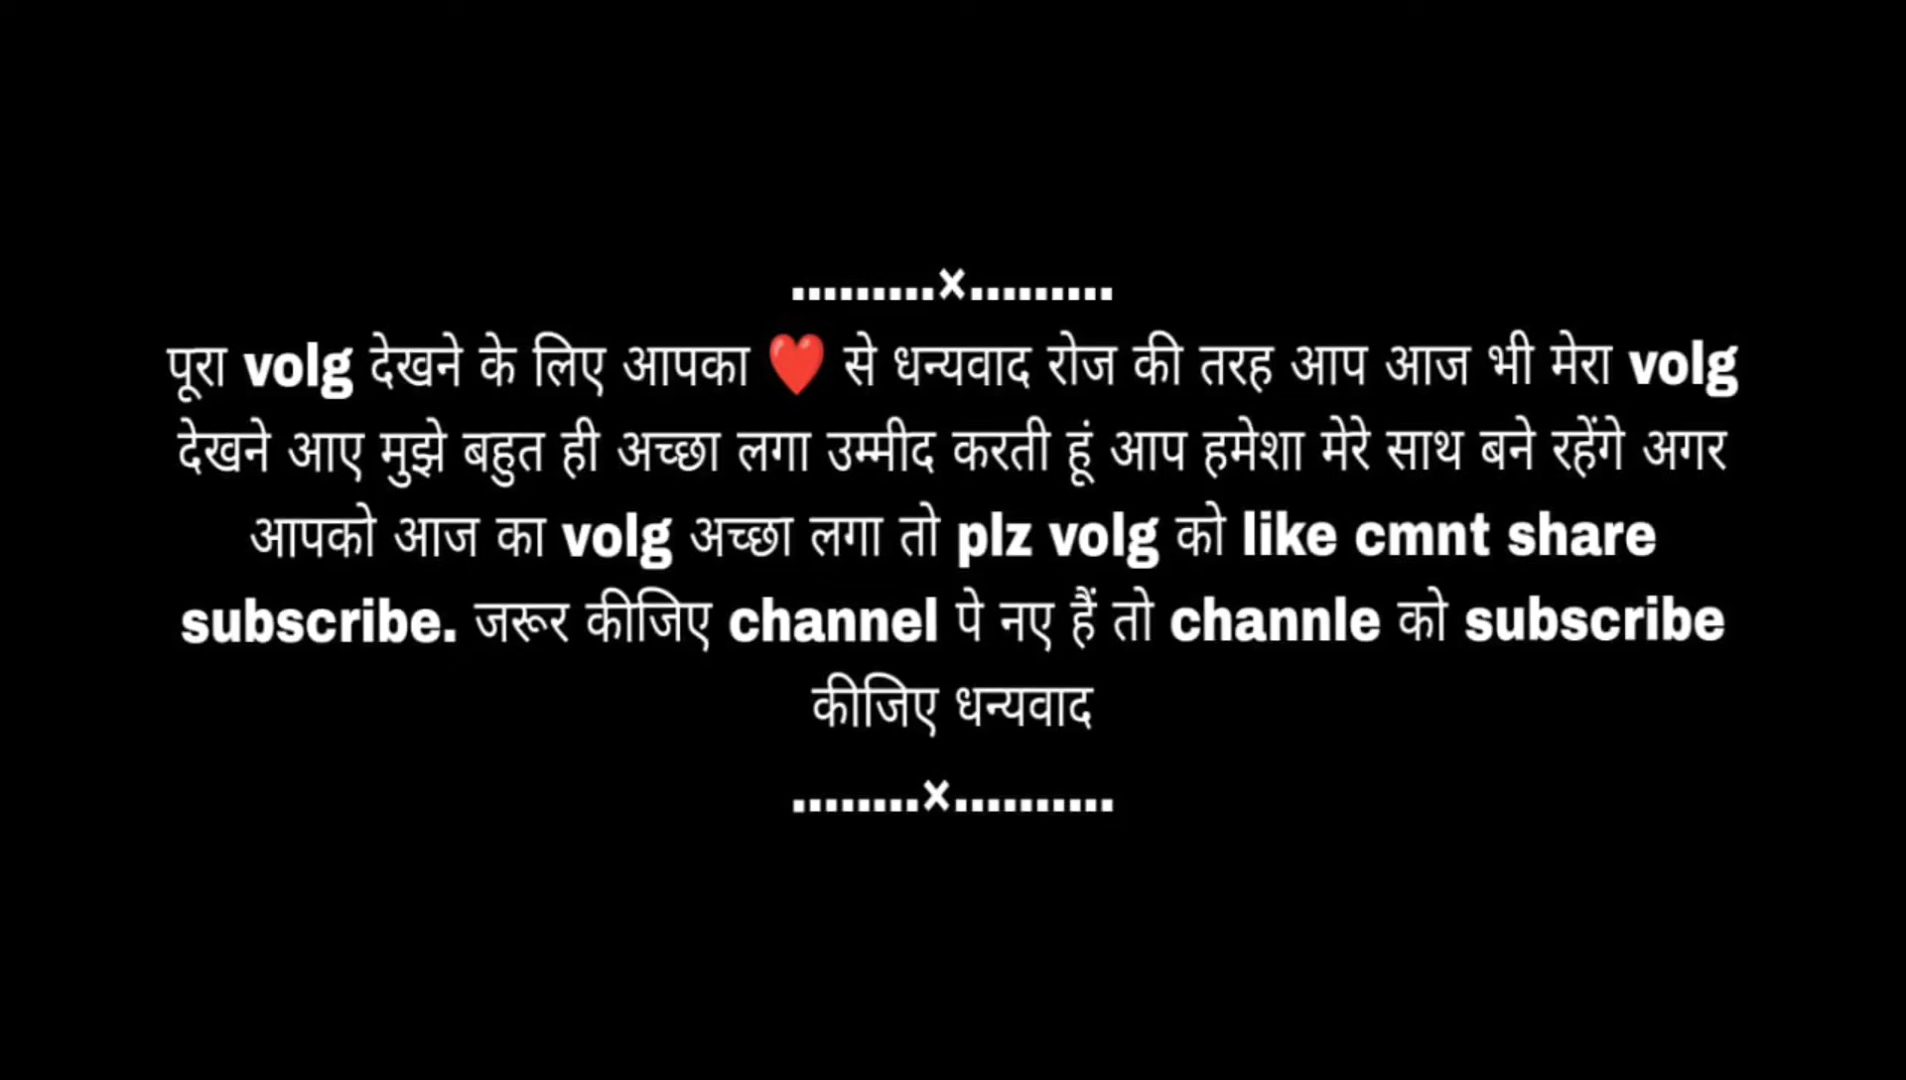 .........×.........
पूरा volg देखने के लिए आपका ❤️ से धन्यवाद रोज की तरह आप आज भी मेरा volg
देखने आए मुझे बहुत ही अच्छा लगा उम्मीद करती हूं आप हमेशा मेरे साथ बने रहेंगे अगर
आपको आज का volg अच्छा लगा तो plz volg को like cmnt share
subscribe. जरूर कीजिए channel पे नए हैं तो channle को subscribe
कीजिए धन्यवाद
........×..........